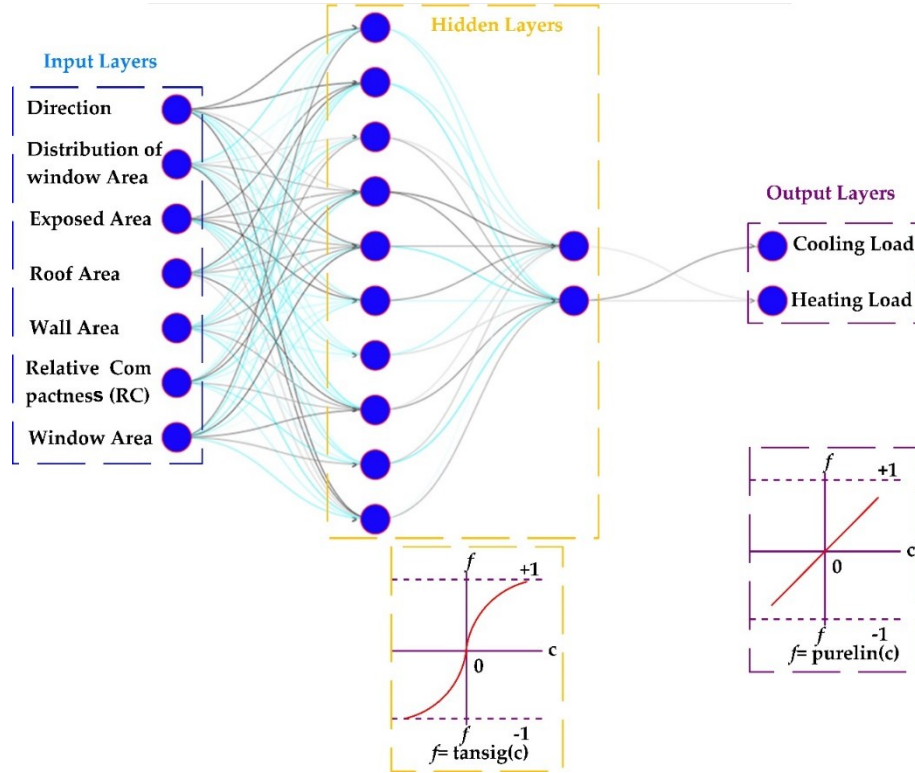 Hidden Layers
Input Layers
Direction
Distribution of
window Area
Exposed Area
Roof Area
Wall Area
Relative Com
pactness (RC)
Window Area
Output Layers
Cooling Load
Heating Load
f
+1
c
0
f
-1
f= tansig(c)
f
+1
c
0
f
-1
f= purelin(c)